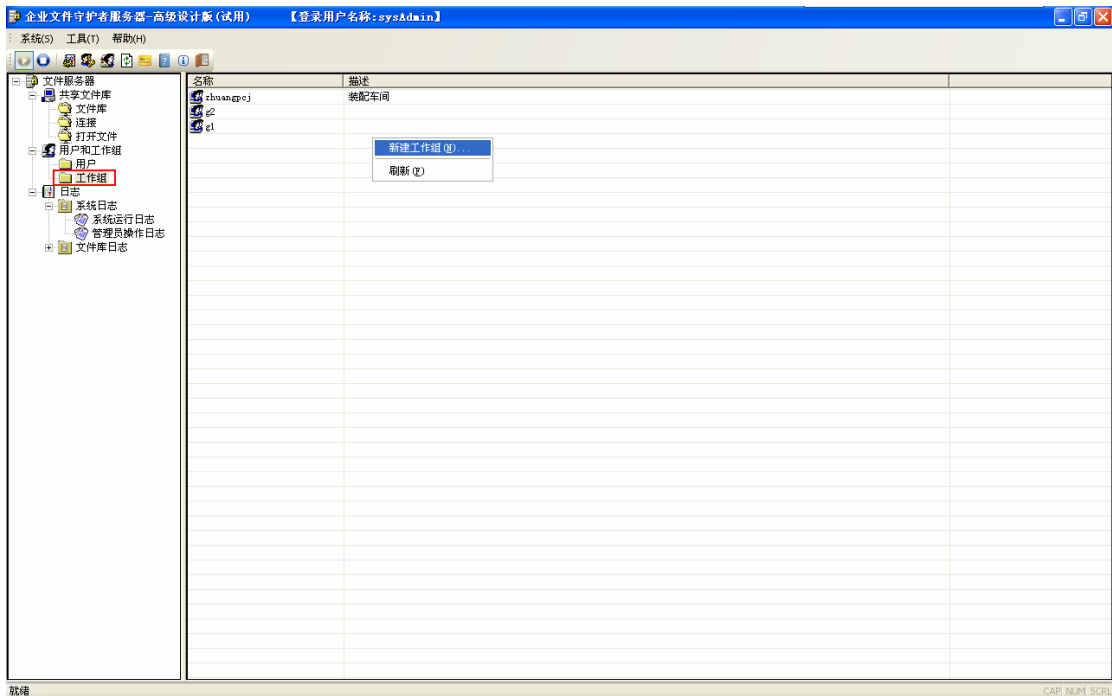 企业文件守护者服务器-高级设计版(试用) 【登录用户名称:sysAdmin】
系统(S) 工具(T) 帮助(H)
文件服务器
共享文件库
文件库
连接
打开文件
用户和工作组
用户
工作组
日志
系统日志
系统运行日志
管理员操作日志
文件库日志
名称 描述
zhuangpcj 装配车间
g2
g1
新建工作组(N)...
刷新(F)
就绪
CAP NUM SCRL